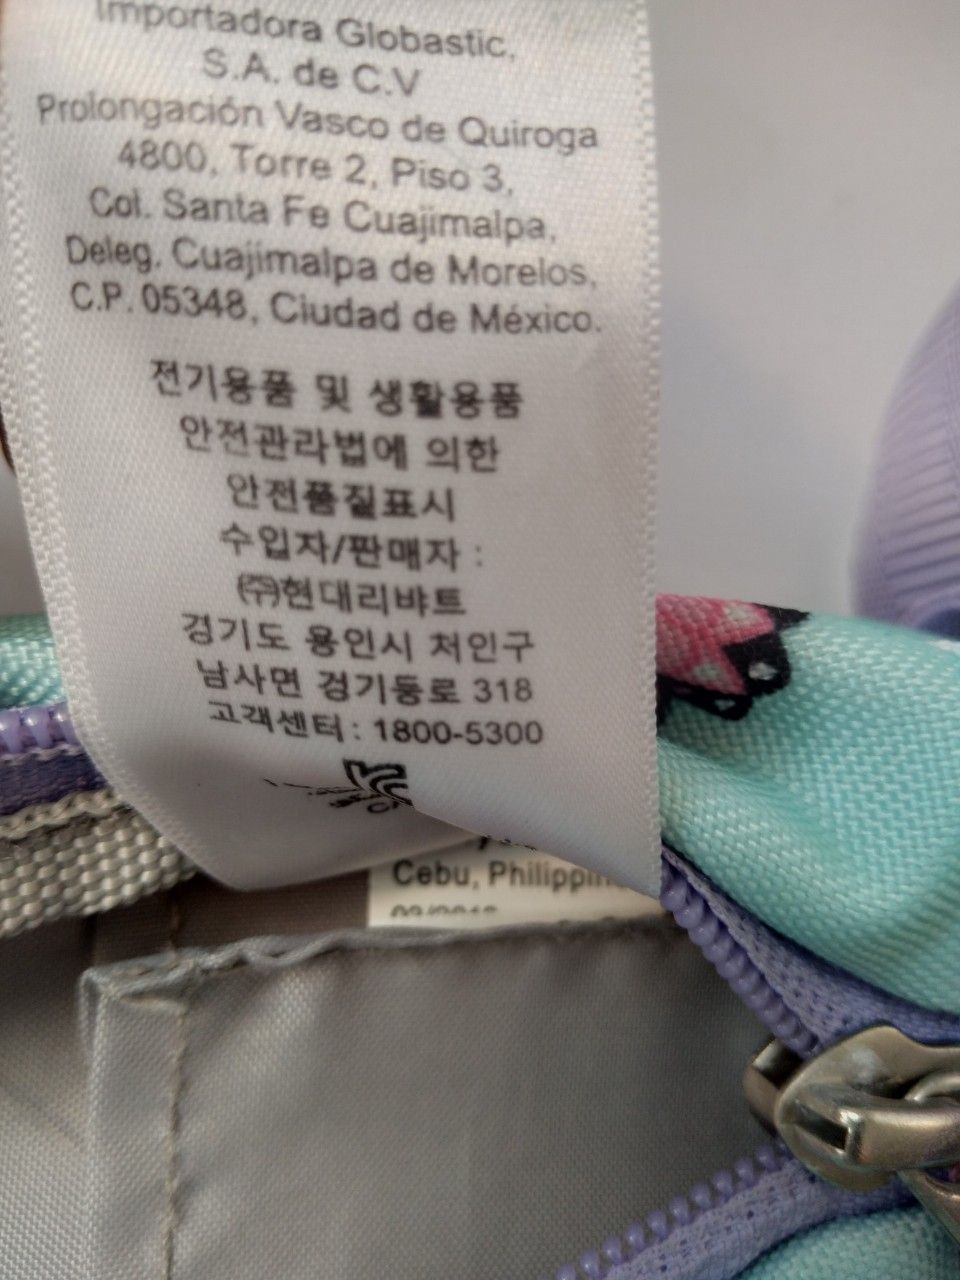 Importadora Globastic,
S.A. de C.V
Prolongación Vasco de Quiroga
4800, Torre 2, Piso 3,
Col. Santa Fe Cuajimalpa,
Deleg. Cuajimalpa de Morelos,
C.P. 05348, Ciudad de México.
전기용품 및 생활용품
안전관리법에 의한
안전품질표시
수입자/판매자 :
㈜현대리바트
경기도 용인시 처인구
남사면 경기동로 318
고객센터 : 1800-5300
Cebu,